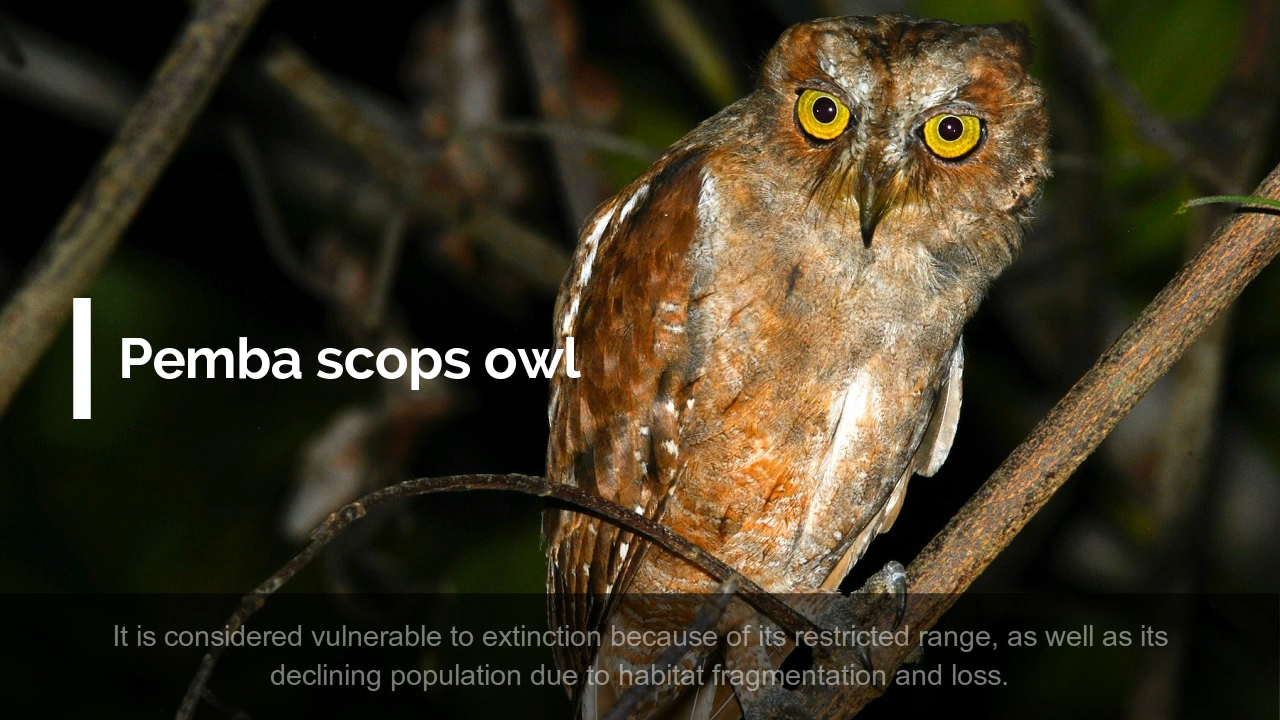 Pemba scops owl
It is considered vulnerable to extinction because of its restricted range, as well as its
declining population due to habitat fragmentation and loss.